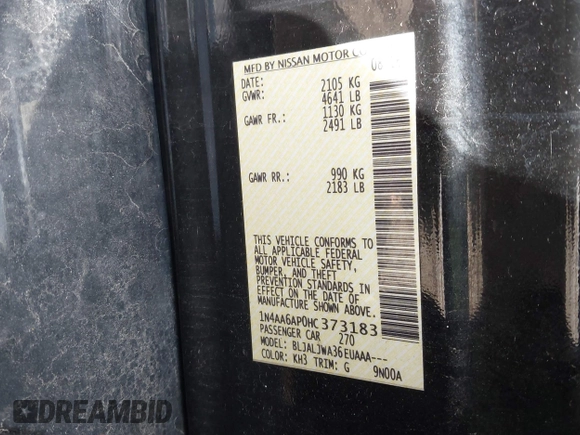 MFD BY NISSAN MOTOR CO
DATE:
GVWR: 2105 KG
4641 LB
GAWR FR.: 1130 KG
2491 LB
GAWR RR.: 990 KG
2183 LB
THIS VEHICLE CONFORMS TO
ALL APPLICABLE FEDERAL
MOTOR VEHICLE SAFETY,
BUMPER, AND THEFT
PREVENTION STANDARDS IN
EFFECT ON THE DATE OF
MANUFACTURE SHOWN ABOVE.
1N4AA6AP0HC373183
PASSENGER CAR 270
MODEL: BLJALJWA36EUAAA---
COLOR: KH3 TRIM: G 9N00A
DREAMBID